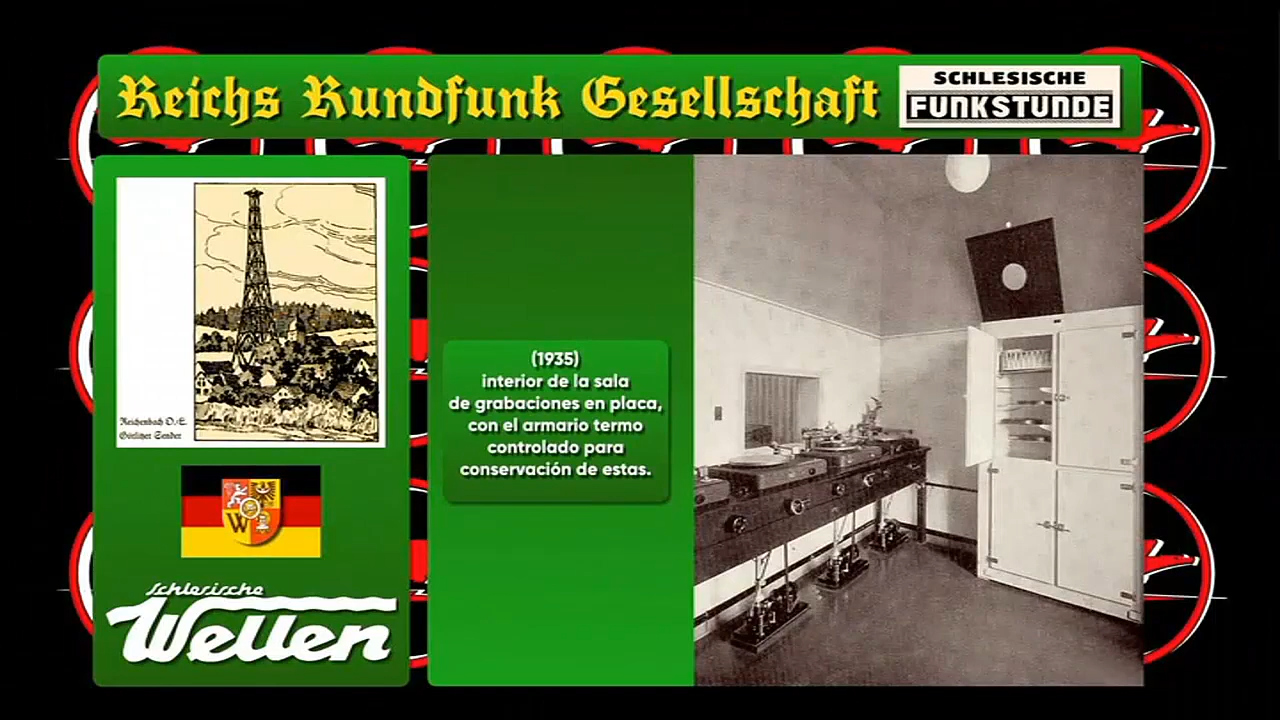 Reichs Rundfunk Gesellschaft
SCHLESISCHE
FUNKSTUNDE
Reichenbach O./L.
Görlitzer Sender
W
Schlesische
Wellen
(1935)
interior de la sala
de grabaciones en placa,
con el armario termo
controlado para
conservación de estas.